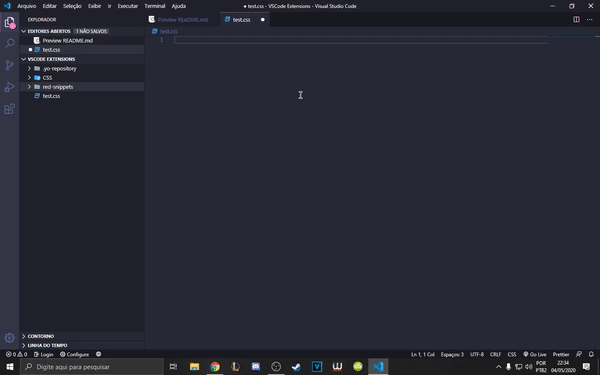 Arquivo Editar Seleção Exibir Ir Executar Terminal Ajuda
● test.css - VSCode Extensions - Visual Studio Code
EXPLORADOR
EDITORES ABERTOS 1 NÃO SALVOS
Preview README.md
test.css
VSCODE EXTENSIONS
.yo-repository
CSS
red-snippets
test.css
CONTORNO
LINHA DO TEMPO
Preview README.md
test.css
test.css
1
0 0 Login Configure
Ln 1, 1 Col Espaços: 3 UTF-8 CRLF CSS Go Live Prettier
Digite aqui para pesquisar
POR
PTB2
22:34
04/05/2020